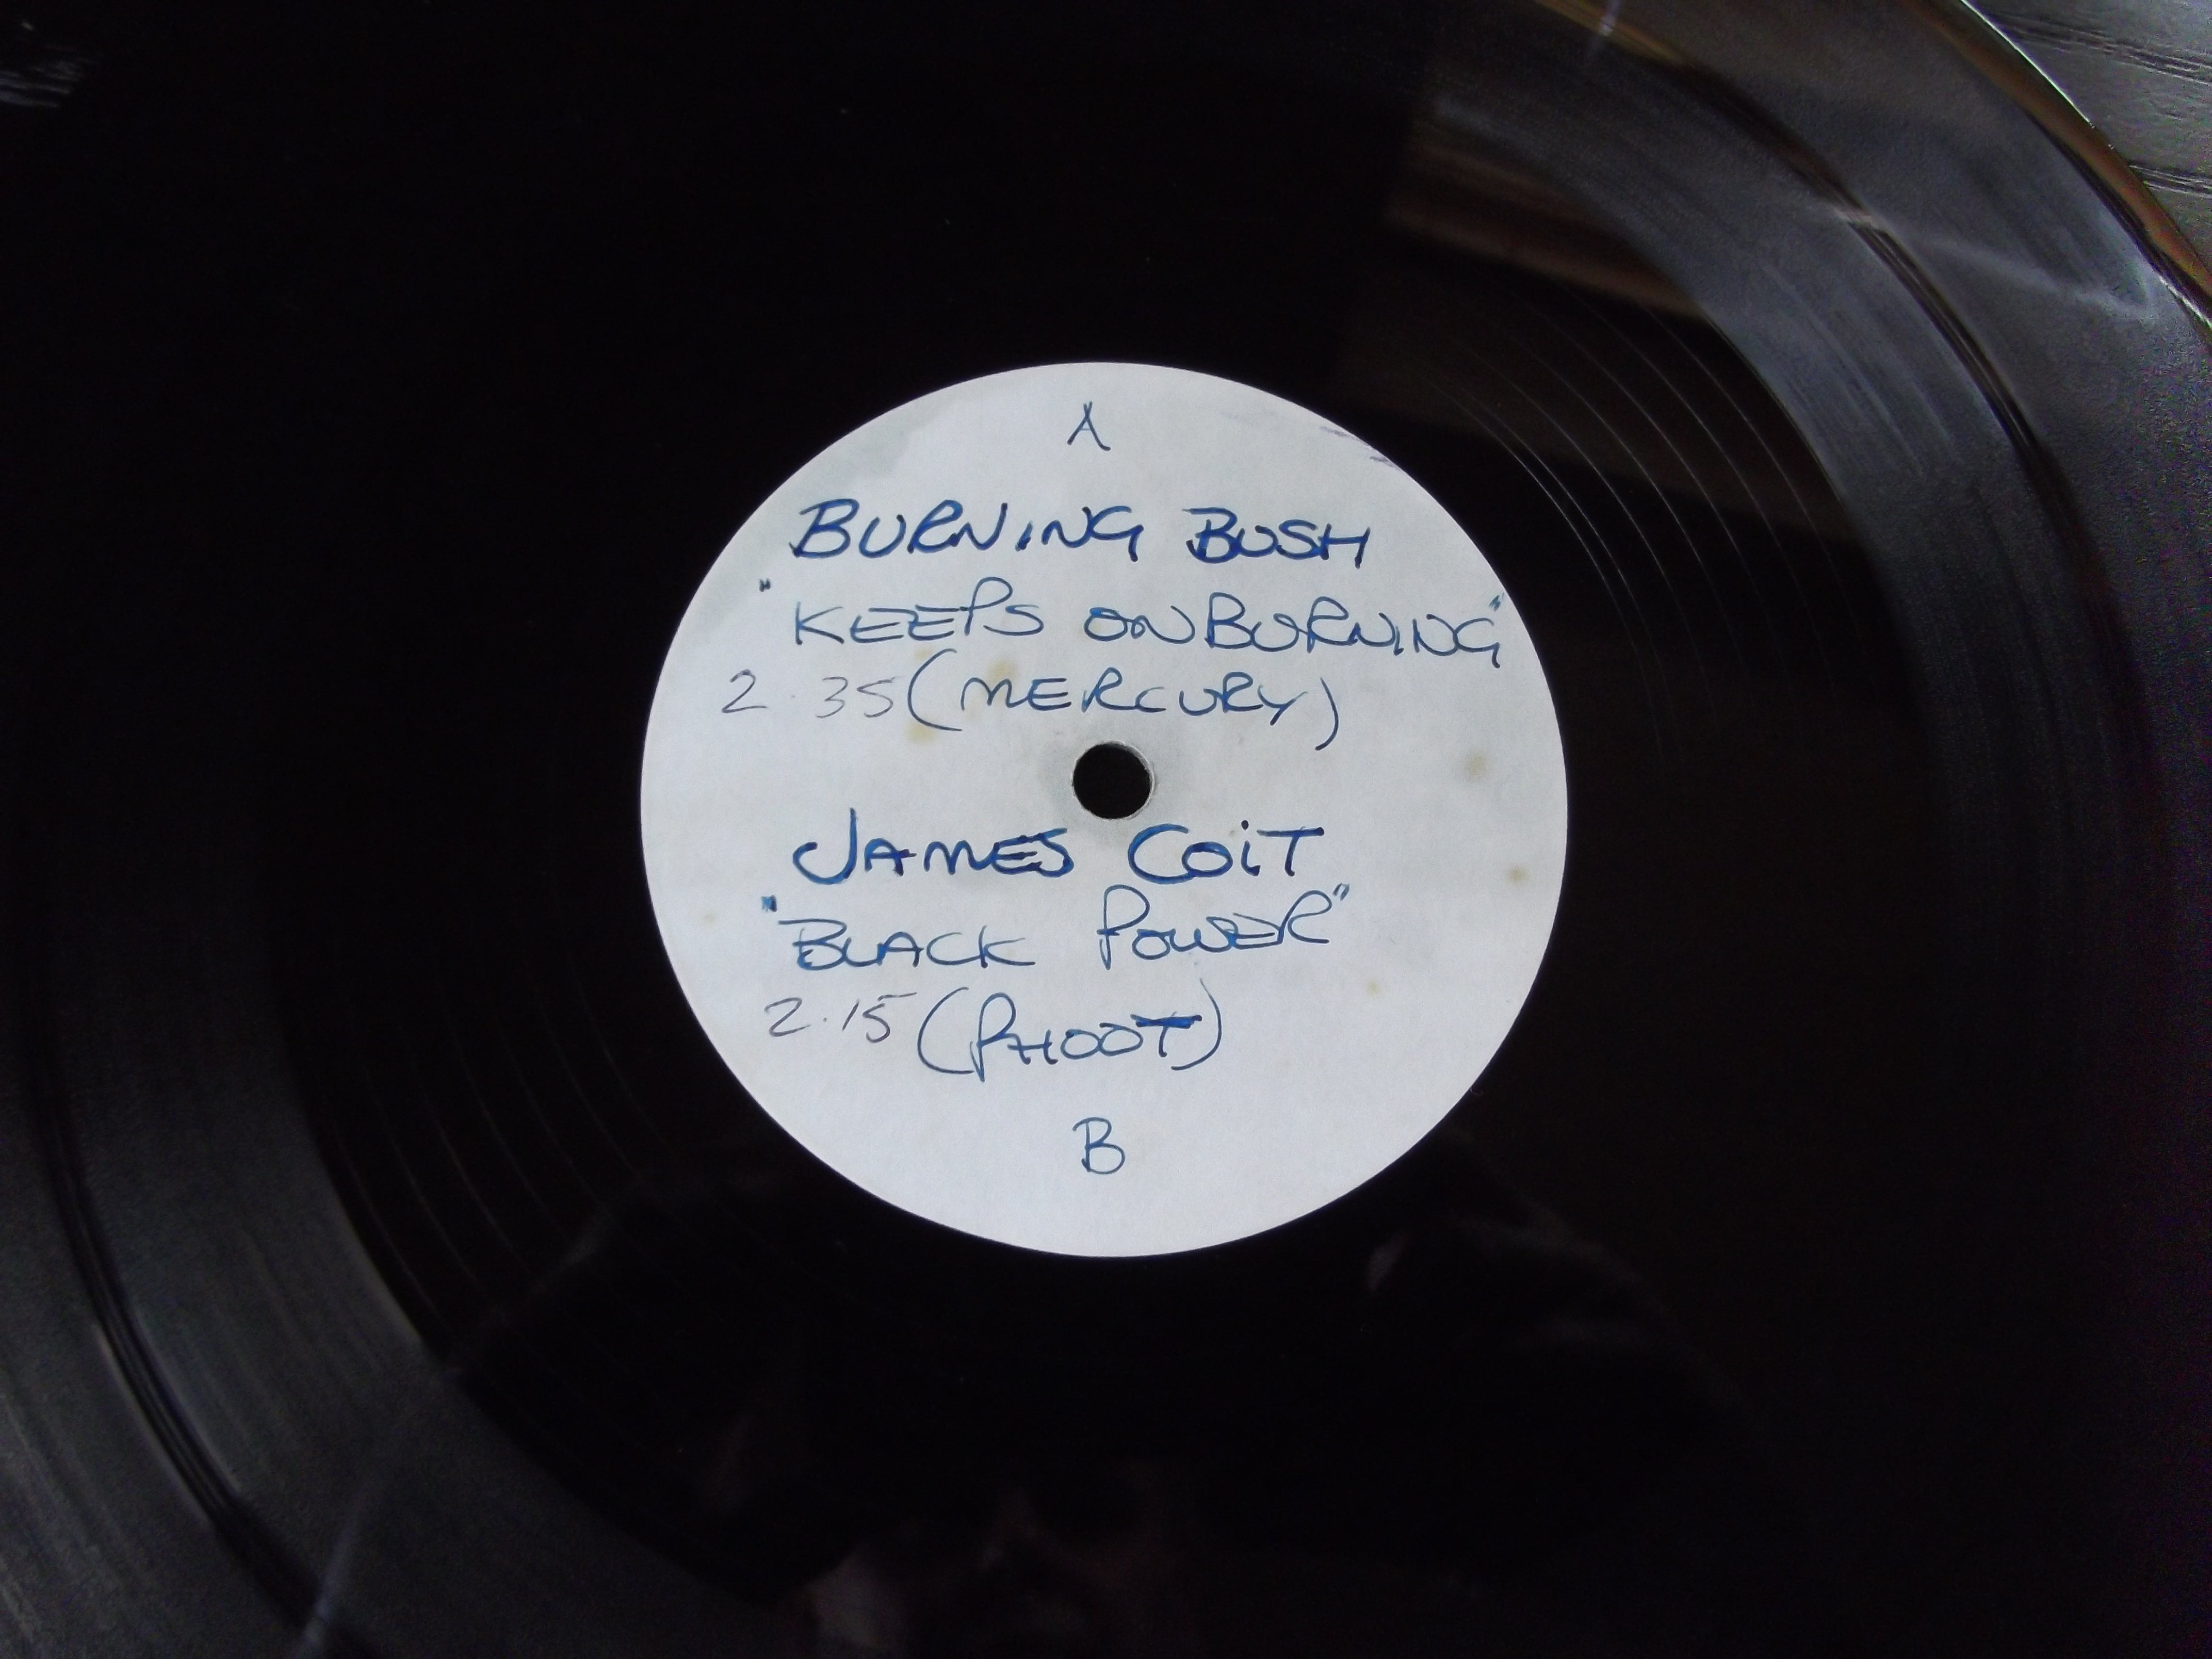 A
BURNING BUSH
"KEEPS ON BURNING"
2.35 (MERCURY)
JAMES COIT
"BLACK POWER"
2.15 (PHOOT)
B